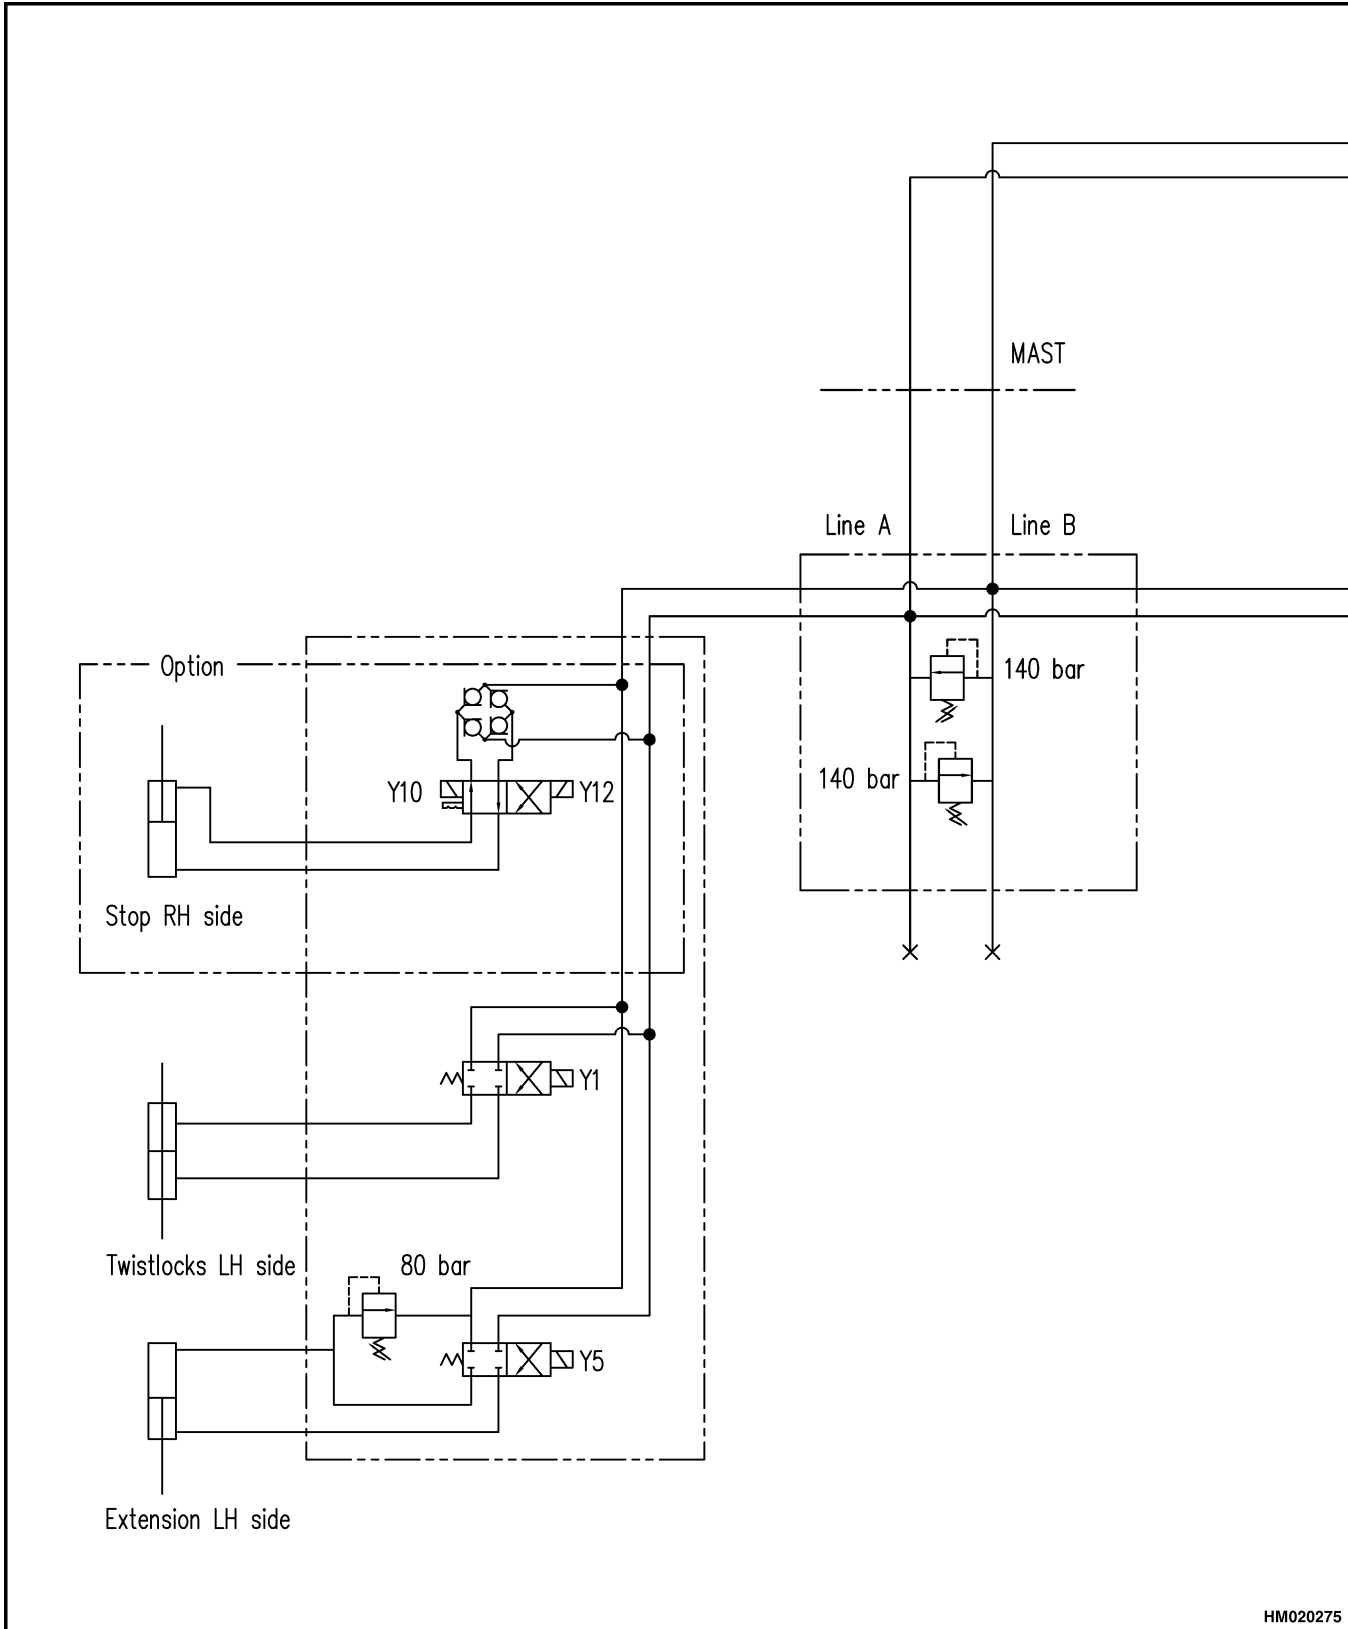 MAST
Line A
Line B
Option
140 bar
140 bar
Y10
Y12
Stop RH side
Y1
Twistlocks LH side
80 bar
Y5
Extension LH side
HM020275